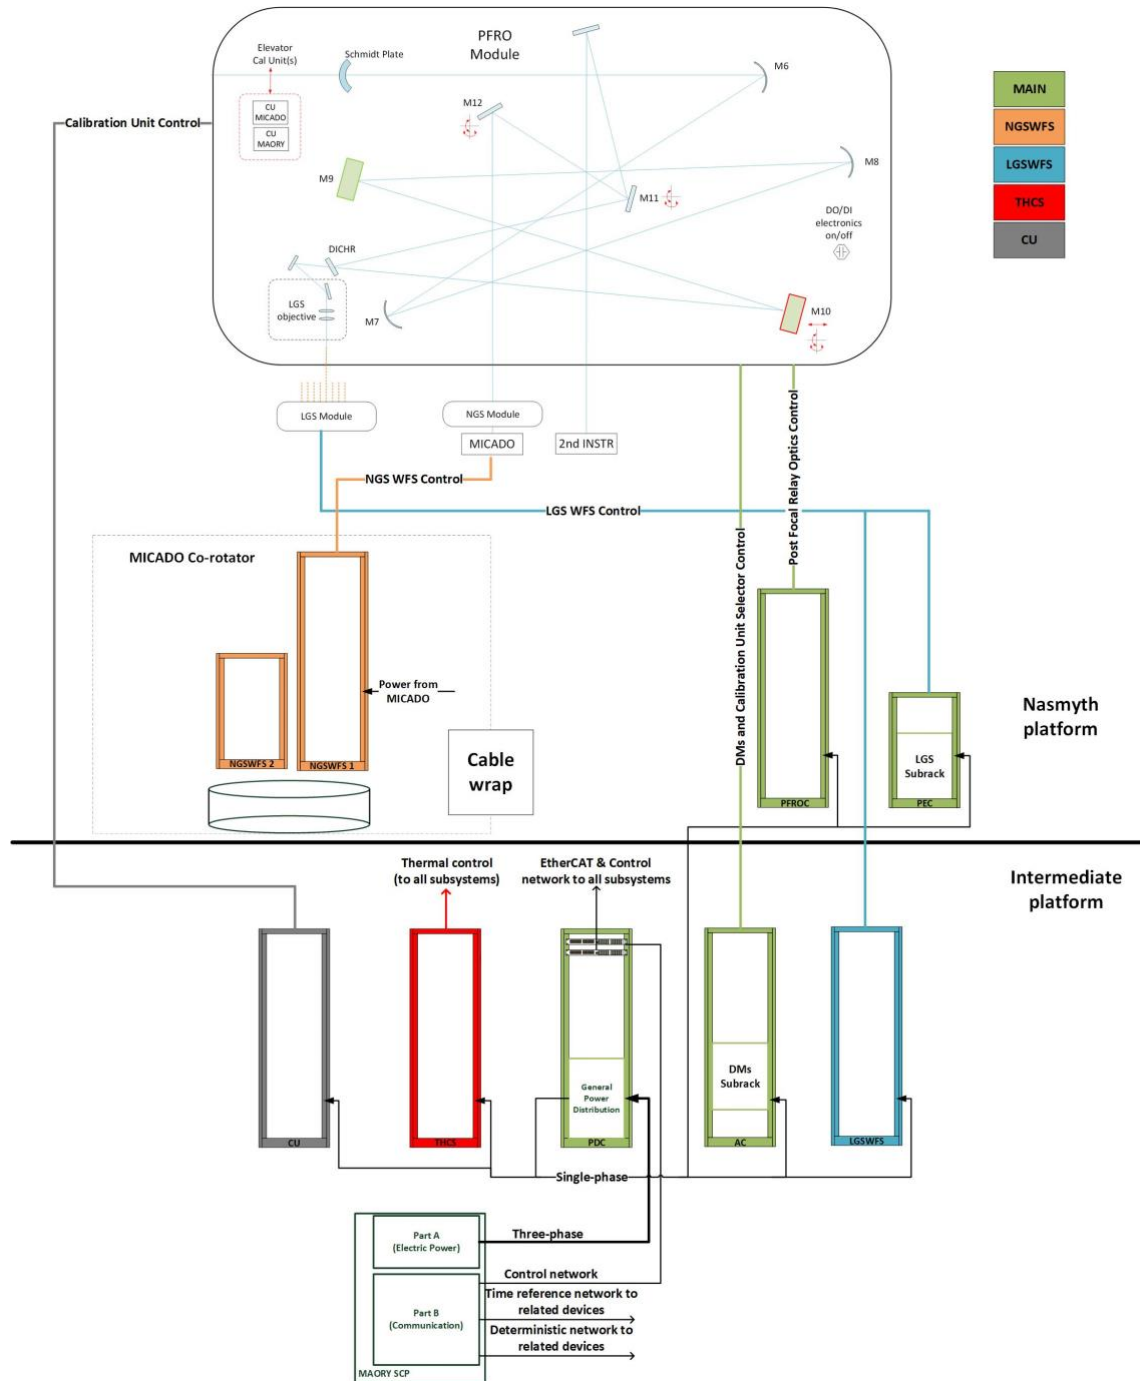 PFRO
Module
Elevator
Cal Unit(s)
Schmidt Plate
M6
CU
MICADO
CU
MAORY
M12
M9
M8
M11
DO/DI
electronics
on/off
DICHR
LGS
objective
M7
M10
MAIN
NGSWFS
LGSWFS
THCS
CU
Calibration Unit Control
LGS Module
NGS Module
MICADO
2nd INSTR
NGS WFS Control
LGS WFS Control
Post Focal Relay Optics Control
DMs and Calibration Unit Selector Control
MICADO Co-rotator
Power from
MICADO
NGSWFS 2
NGSWFS 1
Cable
wrap
PFROC
LGS
Subrack
PEC
Nasmyth
platform
Intermediate
platform
Thermal control
(to all subsystems)
EtherCAT & Control
network to all subsystems
General
Power
Distribution
DMs
Subrack
CU
THCS
PDC
AC
LGSWFS
Single-phase
Part A
(Electric Power)
Three-phase
Control network
Part B
(Communication)
Time reference network to
related devices
Deterministic network to
related devices
MAORY SCP